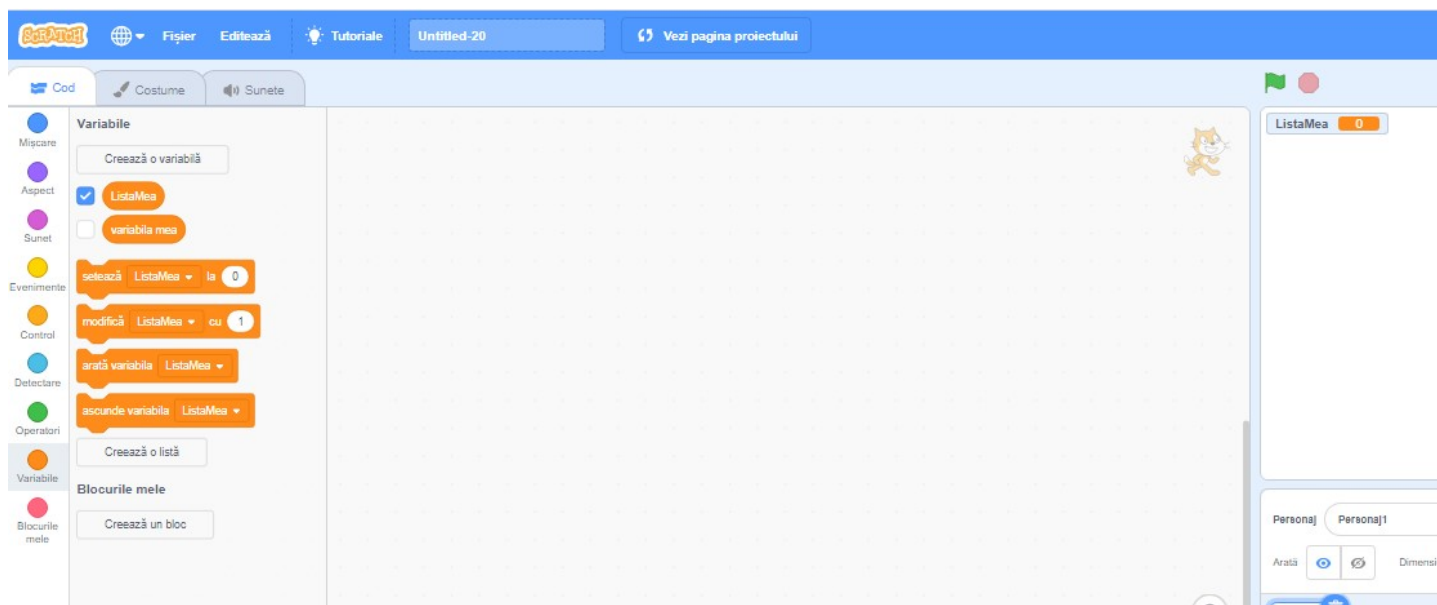 SCRATCH Fișier Editează Tutoriale Untitled-20 Vezi pagina proiectului
Cod Costume Sunete
Mișcare
Aspect
Sunet
Evenimente
Control
Detectare
Operatori
Variabile
Blocurile
mele
Variabile
Creează o variabilă
ListaMea
variabila mea
setează ListaMea la 0
modifică ListaMea cu 1
arată variabila ListaMea
ascunde variabila ListaMea
Creează o listă
Blocurile mele
Creează un bloc
ListaMea 0
Personaj Personaj1
Arată